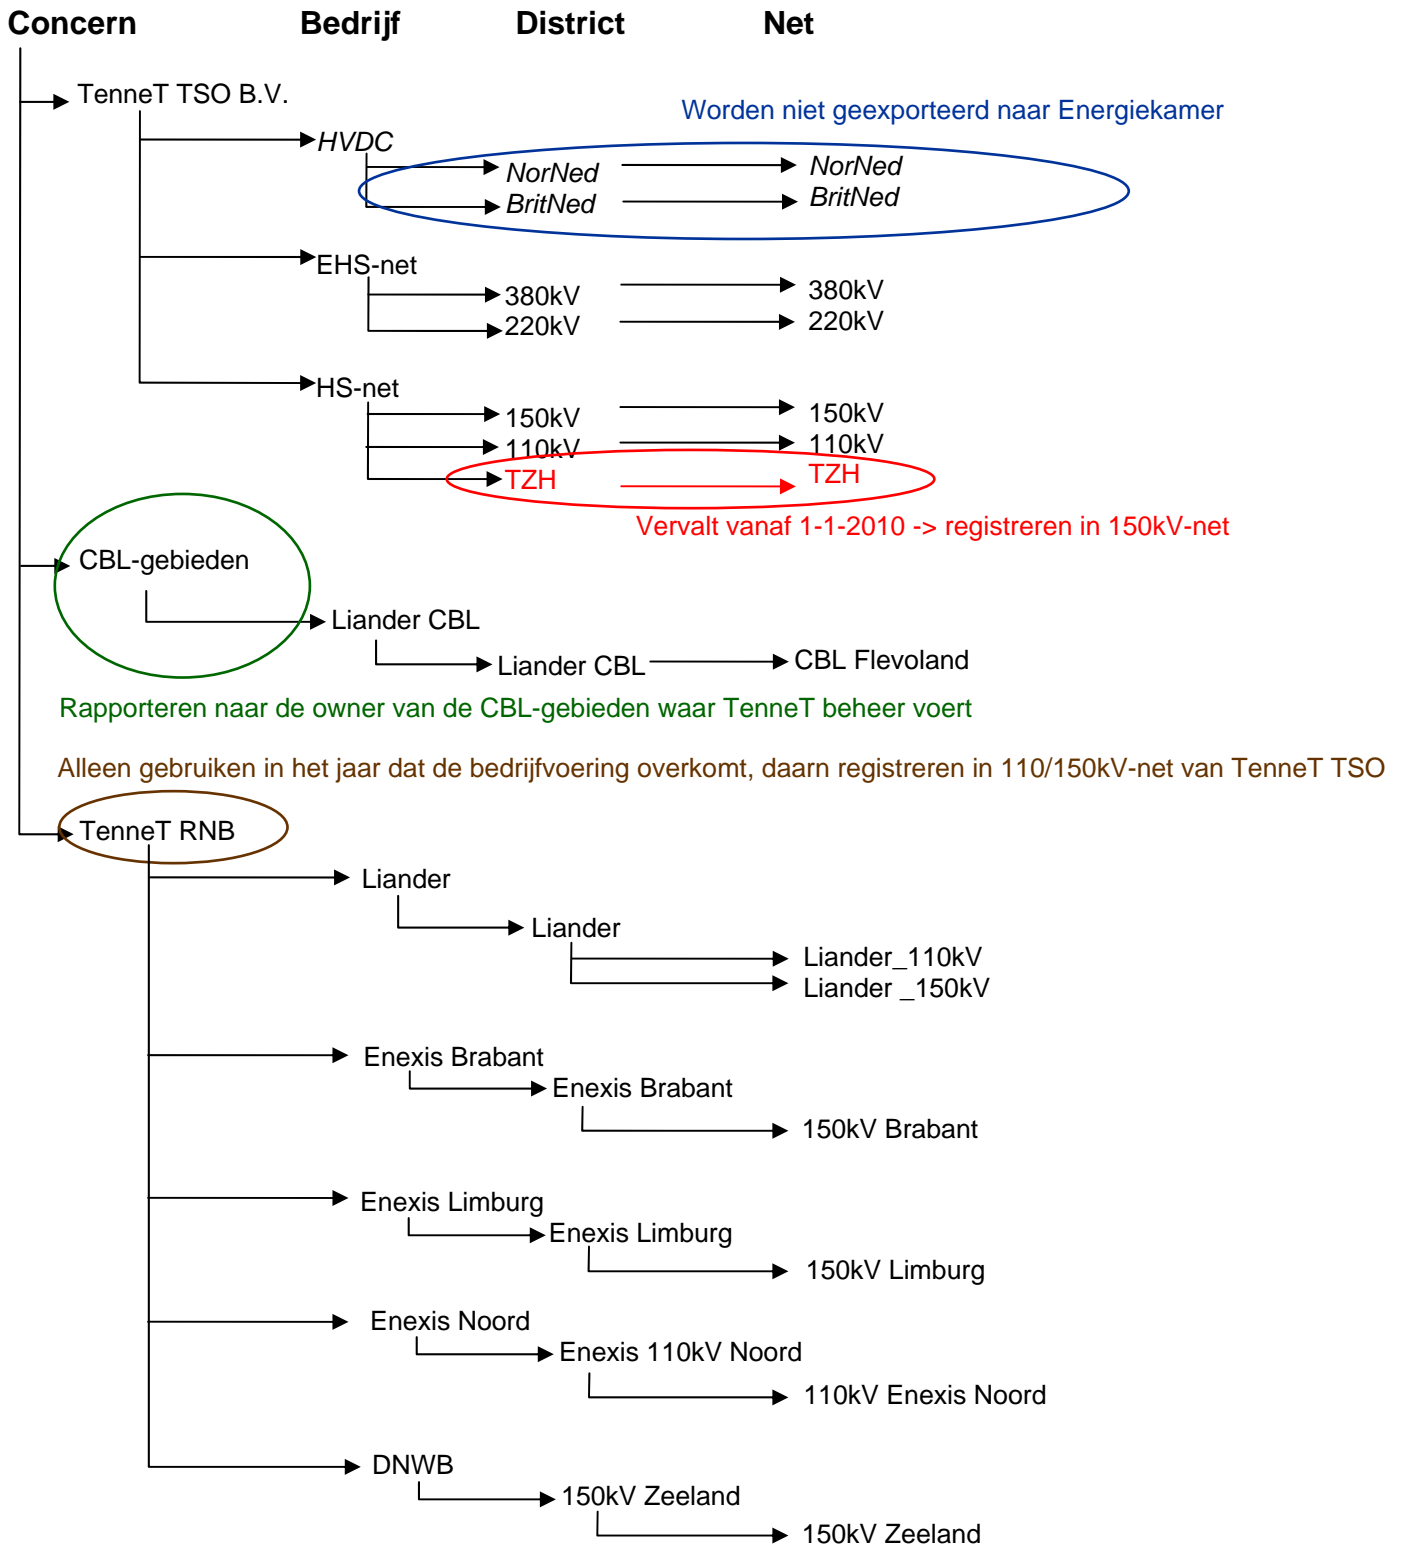 Concern Bedrijf District Net
TenneT TSO B.V.
Worden niet geexporteerd naar Energiekamer
HVDC
NorNed NorNed
BritNed BritNed
EHS-net
380kV 380kV
220kV 220kV
HS-net
150kV 150kV
110kV 110kV
TZH TZH
Vervalt vanaf 1-1-2010 -> registreren in 150kV-net
CBL-gebieden
Liander CBL
Liander CBL CBL Flevoland
Rapporteren naar de owner van de CBL-gebieden waar TenneT beheer voert
Alleen gebruiken in het jaar dat de bedrijfvoering overkomt, daarn registreren in 110/150kV-net van TenneT TSO
TenneT RNB
Liander
Liander
Liander_110kV
Liander _150kV
Enexis Brabant
Enexis Brabant
150kV Brabant
Enexis Limburg
Enexis Limburg
150kV Limburg
Enexis Noord
Enexis 110kV Noord
110kV Enexis Noord
DNWB
150kV Zeeland
150kV Zeeland